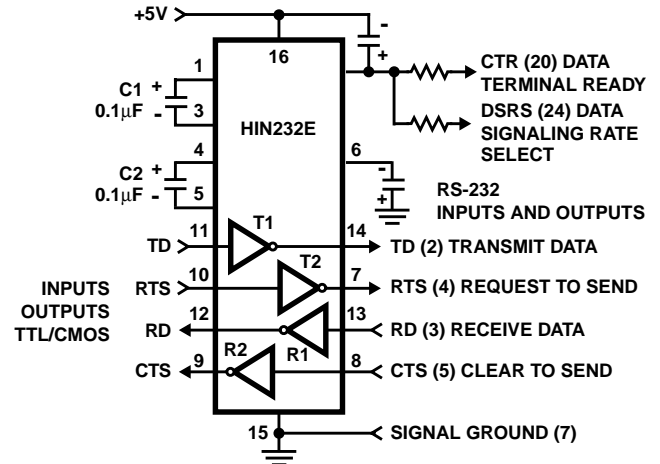 +5V
-
+
16
1
CTR (20) DATA
TERMINAL READY
C1
+
0.1μF
-
3
DSRS (24) DATA
SIGNALING RATE
SELECT
HIN232E
4
6
C2
+
0.1μF
-
5
-
+
RS-232
INPUTS AND OUTPUTS
T1
TD
11
14
TD (2) TRANSMIT DATA
T2
INPUTS
OUTPUTS
TTL/CMOS
RTS
10
7
RTS (4) REQUEST TO SEND
RD
12
13
RD (3) RECEIVE DATA
R1
R2
CTS
9
8
CTS (5) CLEAR TO SEND
15
SIGNAL GROUND (7)